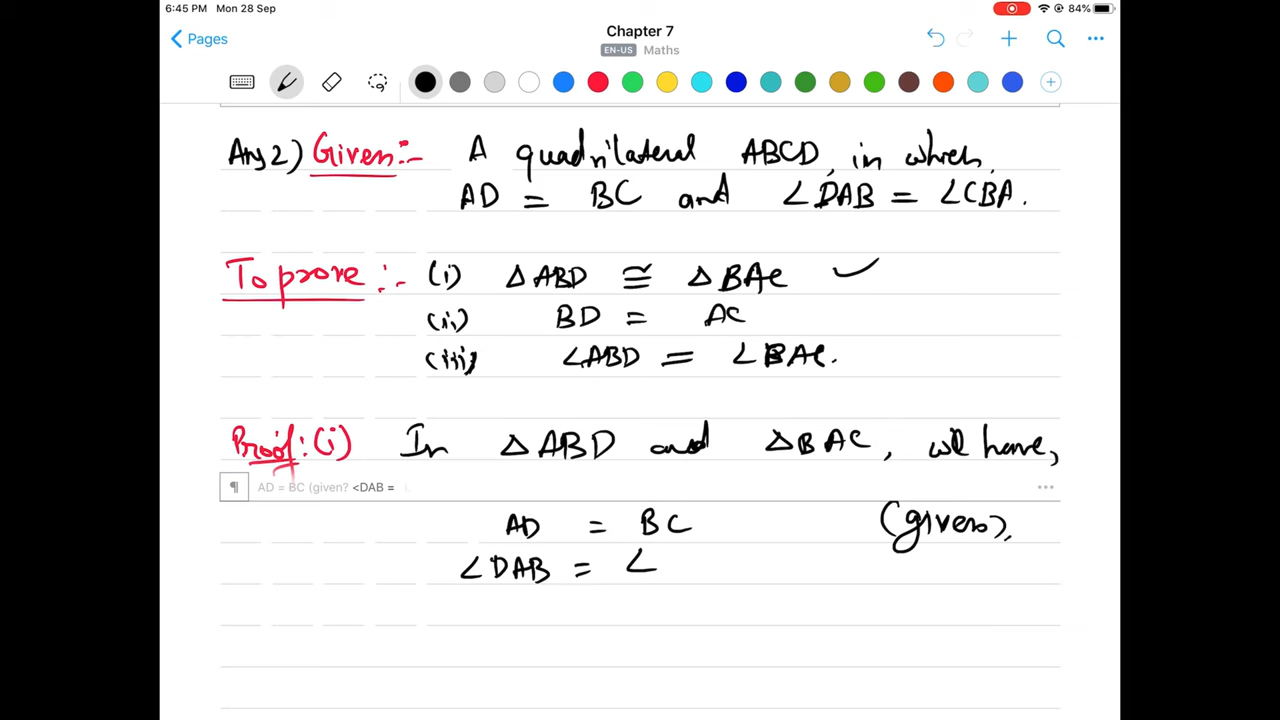 6:45 PM Mon 28 Sep
84%
Pages
Chapter 7
EN-US Maths
Ans 2) Given:- A quadrilateral ABCD, in which,
AD = BC and ∠DAB = ∠CBA.
To prove:- (i) △ABD ≅ △BAC ✓
(ii) BD = AC
(iii) ∠ABD = ∠BAC.
Proof:(i) In △ABD and △BAC, we have,
¶ AD = BC (given? <DAB =
AD = BC (given),
∠DAB = ∠